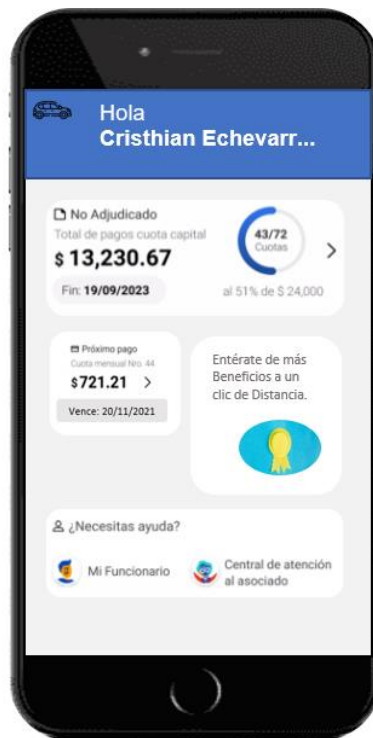 Hola
Cristhian Echevarr...
No Adjudicado
Total de pagos cuota capital
$ 13,230.67
Fin: 19/09/2023
43/72
Cuotas
al 51% de $ 24,000
Próximo pago
Cuota mensual Nro. 44
$721.21
Vence: 20/11/2021
Entérate de más
Beneficios a un
clic de Distancia.
¿Necesitas ayuda?
Mi Funcionario
Central de atención
al asociado